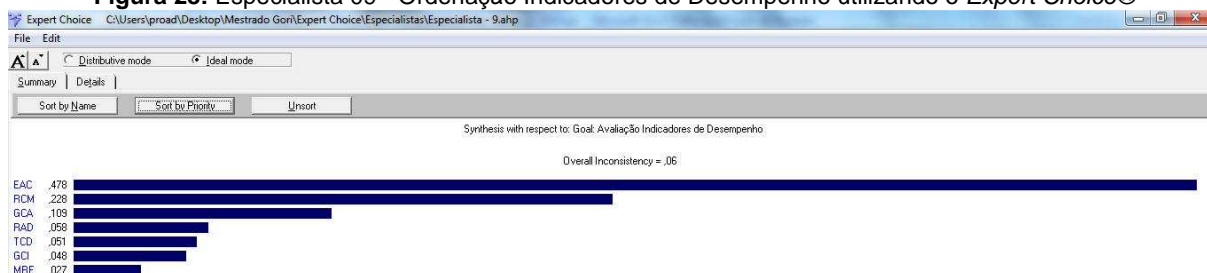 Figura 25: Especialista 09 - Ordenação Indicadores de Desempenho utilizando o Expert Choice®
Expert Choice C:\Users\proad\Desktop\Mestrado Gori\Expert Choice\Especialistas\Especialista - 9.ahp
File Edit
A A Distributive mode Ideal mode
Summary Details
Sort by Name Sort by Priority Unsort
Synthesis with respect to: Goal: Avaliação Indicadores de Desempenho
Overall Inconsistency = ,06
EAC ,478
RCM ,228
GCA ,109
RAD ,058
TCD ,051
GCI ,048
MRF ,027